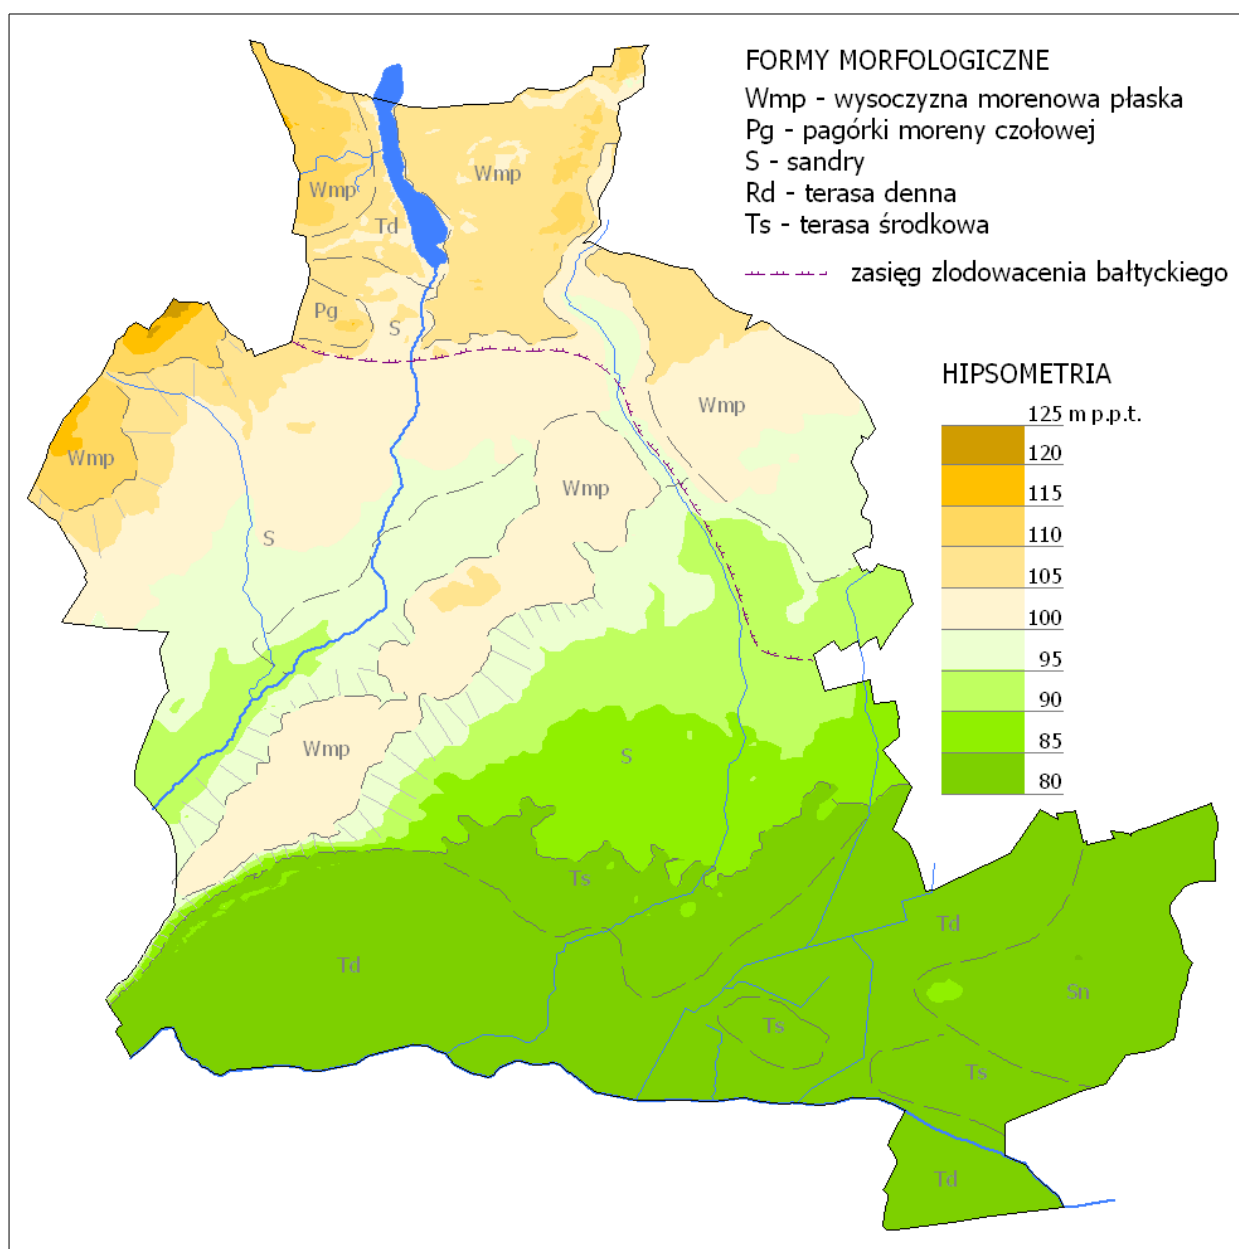 FORMY MORFOLOGICZNE
Wmp - wysoczyzna morenowa płaska
Pg - pagórki moreny czołowej
S - sandry
Rd - terasa denna
Ts - terasa środkowa
zasięg zlodowacenia bałtyckiego
HIPSOMETRIA
125 m p.p.t.
120
115
110
105
100
95
90
85
80
Wmp
Wmp
Td
Pg
S
Wmp
Wmp
Wmp
S
Wmp
S
Ts
Td
Td
Sn
Ts
Ts
Td